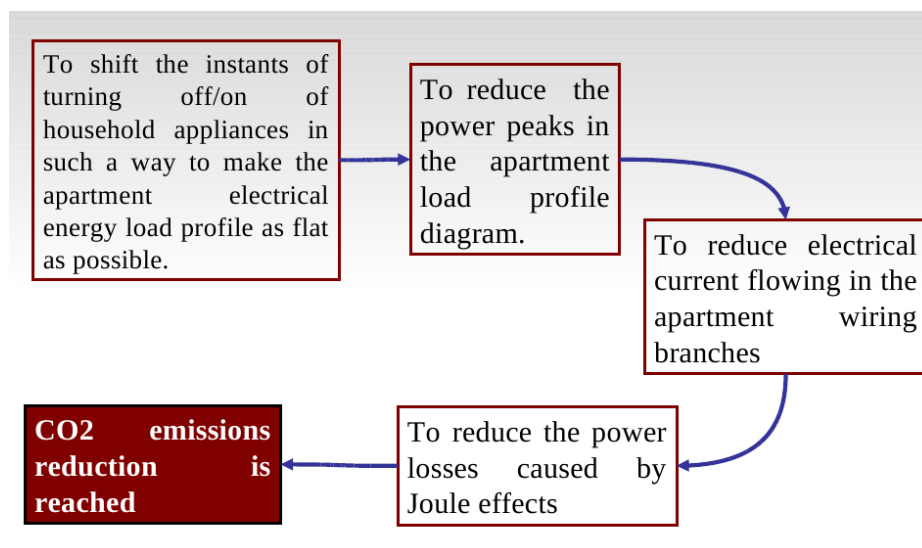 To shift the instants of
turning off/on of
household appliances in
such a way to make the
apartment electrical
energy load profile as flat
as possible.
To reduce the
power peaks in
the apartment
load profile
diagram.
To reduce electrical
current flowing in the
apartment wiring
branches
To reduce the power
losses caused by
Joule effects
CO2 emissions
reduction is
reached